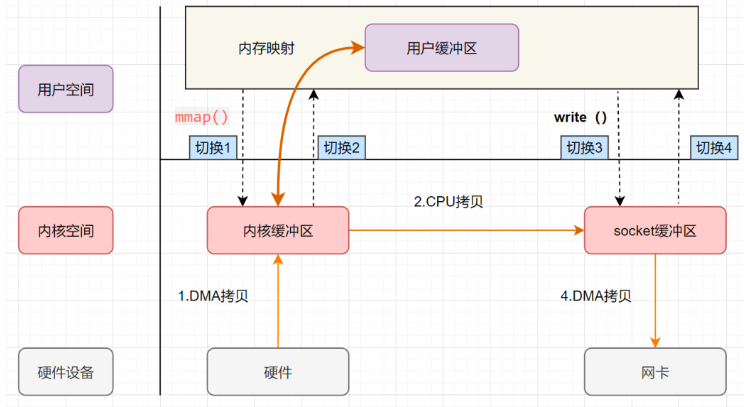 内存映射
用户缓冲区
用户空间
mmap()
write（）
切换1
切换2
切换3
切换4
2.CPU拷贝
内核空间
内核缓冲区
socket缓冲区
1.DMA拷贝
4.DMA拷贝
硬件设备
硬件
网卡